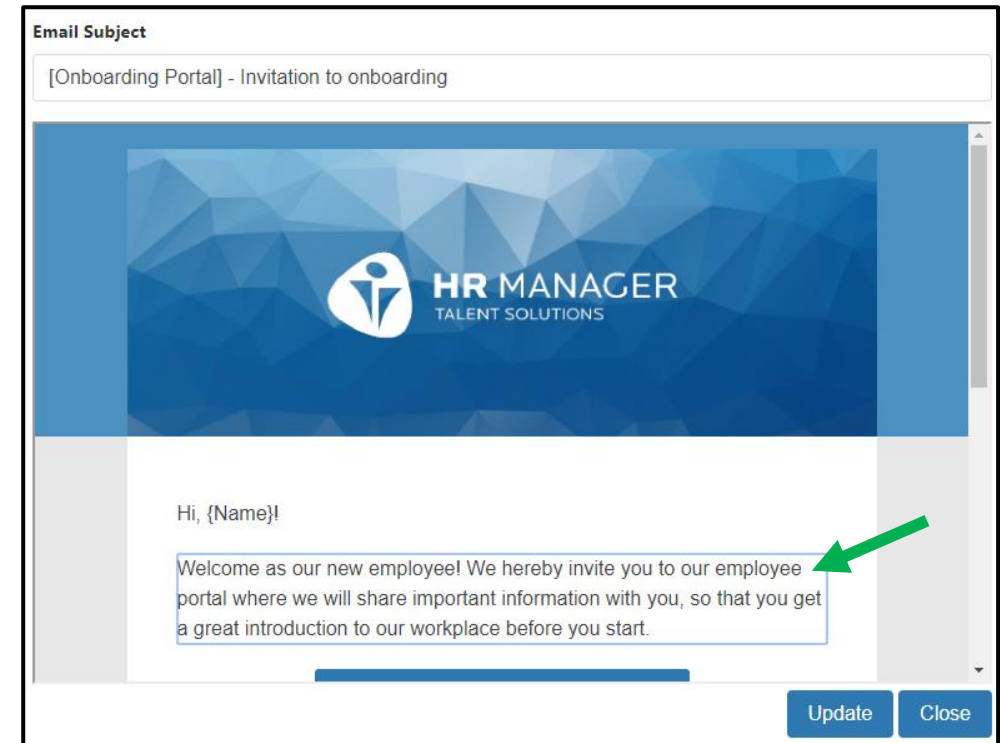 Email Subject
[Onboarding Portal] - Invitation to onboarding
HR MANAGER
TALENT SOLUTIONS
Hi, {Name}!
Welcome as our new employee! We hereby invite you to our employee
portal where we will share important information with you, so that you get
a great introduction to our workplace before you start.
Update Close